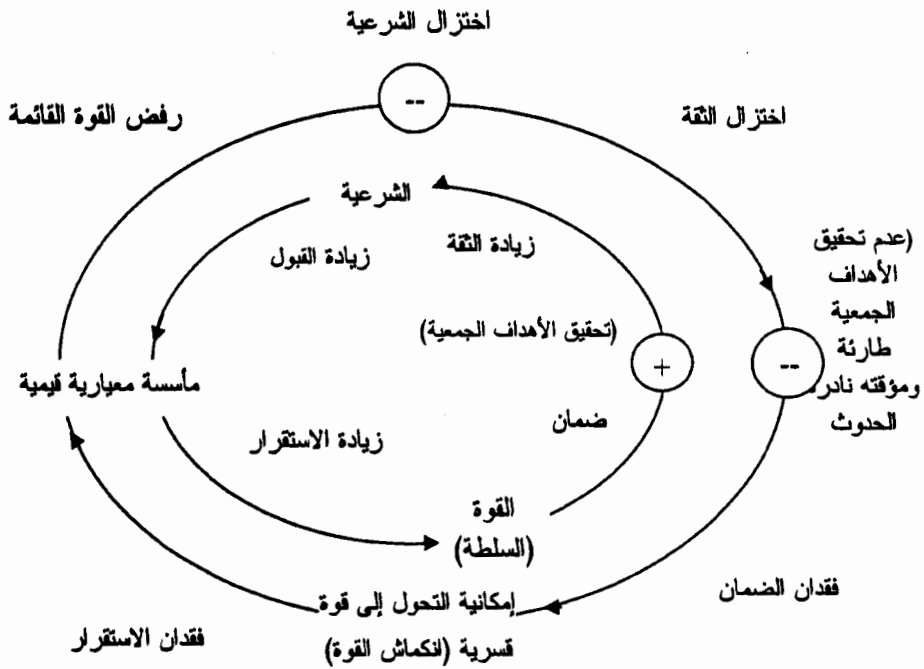 اختزال الشرعية
--
رفض القوة القائمة
اختزال الثقة
الشرعية
زيادة الثقة
زيادة القبول
(عدم تحقيق
الأهداف
الجمعية
طارئة
ومؤقته نادره
الحدوث
--
(تحقيق الأهداف الجمعية)
+
مأسسة معيارية قيمية
ضمان
زيادة الاستقرار
القوة
(السلطة)
فقدان الضمان
إمكانية التحول إلى قوة
قسرية (انكماش القوة)
فقدان الاستقرار